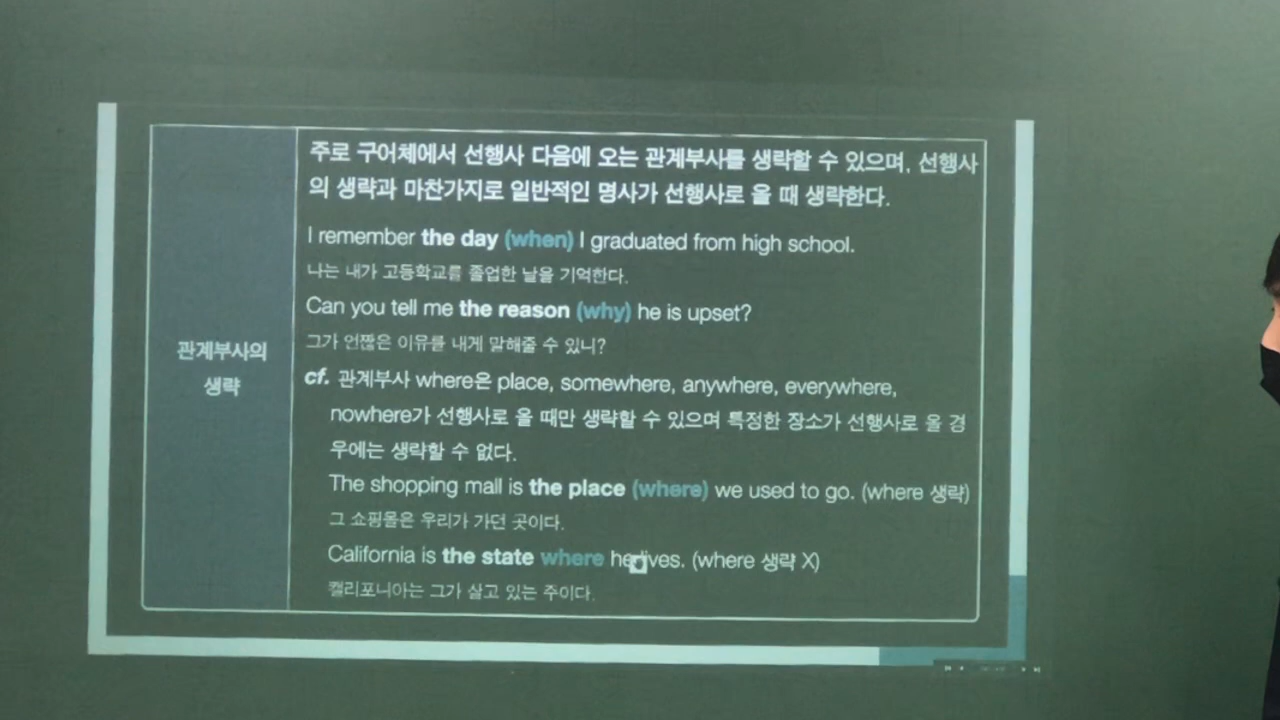 주로 구어체에서 선행사 다음에 오는 관계부사를 생략할 수 있으며, 선행사
의 생략과 마찬가지로 일반적인 명사가 선행사로 올 때 생략한다.
I remember the day (when) I graduated from high school.
나는 내가 고등학교를 졸업한 날을 기억한다.
Can you tell me the reason (why) he is upset?
그가 언짢은 이유를 내게 말해줄 수 있니?
관계부사의
생략
cf. 관계부사 where은 place, somewhere, anywhere, everywhere,
nowhere가 선행사로 올 때만 생략할 수 있으며 특정한 장소가 선행사로 올 경
우에는 생략할 수 없다.
The shopping mall is the place (where) we used to go. (where 생략)
그 쇼핑몰은 우리가 가던 곳이다.
California is the state where he lives. (where 생략 X)
캘리포니아는 그가 살고 있는 주이다.